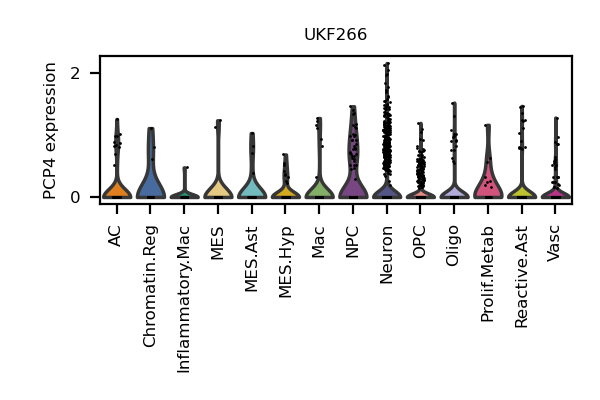 UKF266
PCP4 expression
2
0
AC
Chromatin.Reg
Inflammatory.Mac
MES
MES.Ast
MES.Hyp
Mac
NPC
Neuron
OPC
Oligo
Prolif.Metab
Reactive.Ast
Vasc